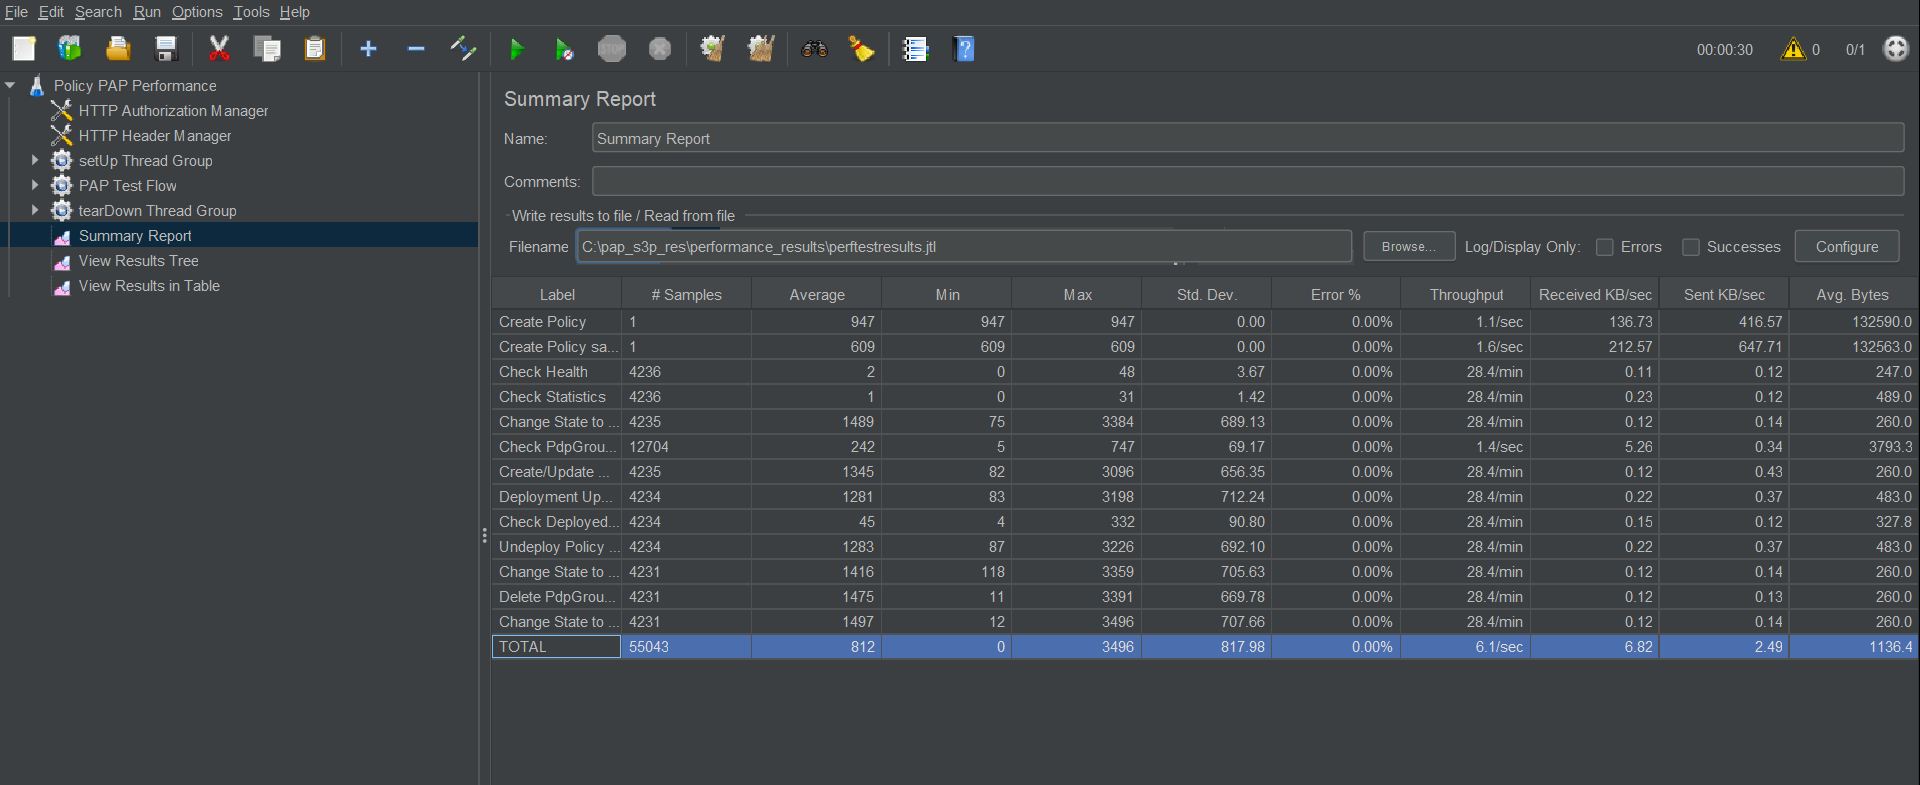 File Edit Search Run Options Tools Help
STOP 00:00:30 0 0/1
Policy PAP Performance
HTTP Authorization Manager
HTTP Header Manager
setUp Thread Group
PAP Test Flow
tearDown Thread Group
Summary Report
View Results Tree
View Results in Table
Summary Report
Name: Summary Report
Comments:
Write results to file / Read from file
Filename C:\pap_s3p_res\performance_results\perftestresults.jtl Browse... Log/Display Only: Errors Successes Configure
Label # Samples Average Min Max Std. Dev. Error % Throughput Received KB/sec Sent KB/sec Avg. Bytes
Create Policy 1 947 947 947 0.00 0.00% 1.1/sec 136.73 416.57 132590.0
Create Policy sa... 1 609 609 609 0.00 0.00% 1.6/sec 212.57 647.71 132563.0
Check Health 4236 2 0 48 3.67 0.00% 28.4/min 0.11 0.12 247.0
Check Statistics 4236 1 0 31 1.42 0.00% 28.4/min 0.23 0.12 489.0
Change State to ... 4235 1489 75 3384 689.13 0.00% 28.4/min 0.12 0.14 260.0
Check PdpGrou... 12704 242 5 747 69.17 0.00% 1.4/sec 5.26 0.34 3793.3
Create/Update ... 4235 1345 82 3096 656.35 0.00% 28.4/min 0.12 0.43 260.0
Deployment Up... 4234 1281 83 3198 712.24 0.00% 28.4/min 0.22 0.37 483.0
Check Deployed... 4234 45 4 332 90.80 0.00% 28.4/min 0.15 0.12 327.8
Undeploy Policy ... 4234 1283 87 3226 692.10 0.00% 28.4/min 0.22 0.37 483.0
Change State to ... 4231 1416 118 3359 705.63 0.00% 28.4/min 0.12 0.14 260.0
Delete PdpGrou... 4231 1475 11 3391 669.78 0.00% 28.4/min 0.12 0.13 260.0
Change State to ... 4231 1497 12 3496 707.66 0.00% 28.4/min 0.12 0.14 260.0
TOTAL 55043 812 0 3496 817.98 0.00% 6.1/sec 6.82 2.49 1136.4